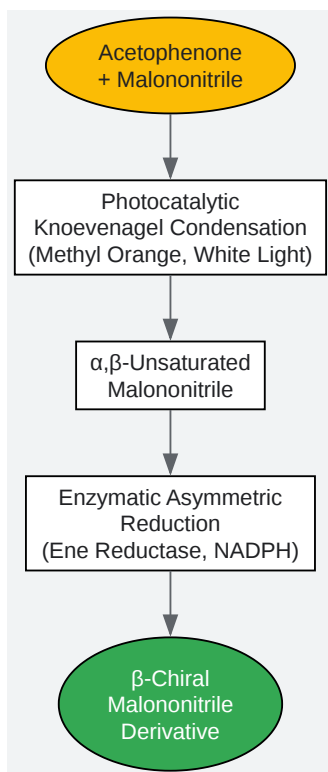 Acetophenone
+ Malononitrile
Photocatalytic
Knoevenagel Condensation
(Methyl Orange, White Light)
α,β-Unsaturated
Malononitrile
Enzymatic Asymmetric
Reduction
(Ene Reductase, NADPH)
β-Chiral
Malononitrile
Derivative